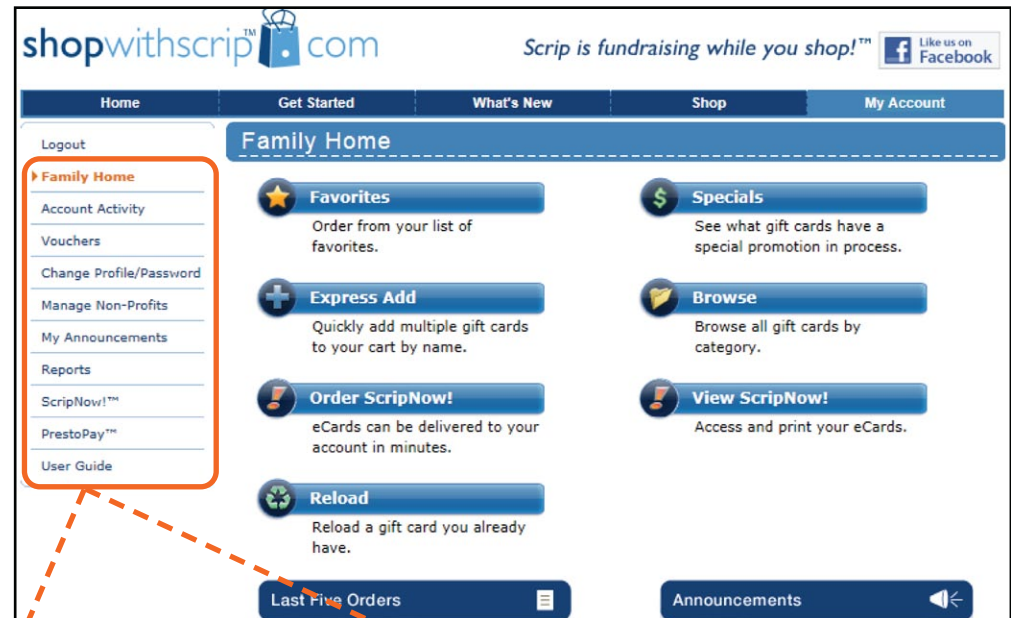 shopwithscrip™ com
Scrip is fundraising while you shop!™
Like us on
Facebook
Home
Get Started
What's New
Shop
My Account
Logout
Family Home
Account Activity
Vouchers
Change Profile/Password
Manage Non-Profits
My Announcements
Reports
ScripNow!™
PrestoPay™
User Guide
Family Home
Favorites
Order from your list of
favorites.
Specials
See what gift cards have a
special promotion in process.
Express Add
Quickly add multiple gift cards
to your cart by name.
Browse
Browse all gift cards by
category.
Order ScripNow!
eCards can be delivered to your
account in minutes.
View ScripNow!
Access and print your eCards.
Reload
Reload a gift card you already
have.
Last Five Orders
Announcements